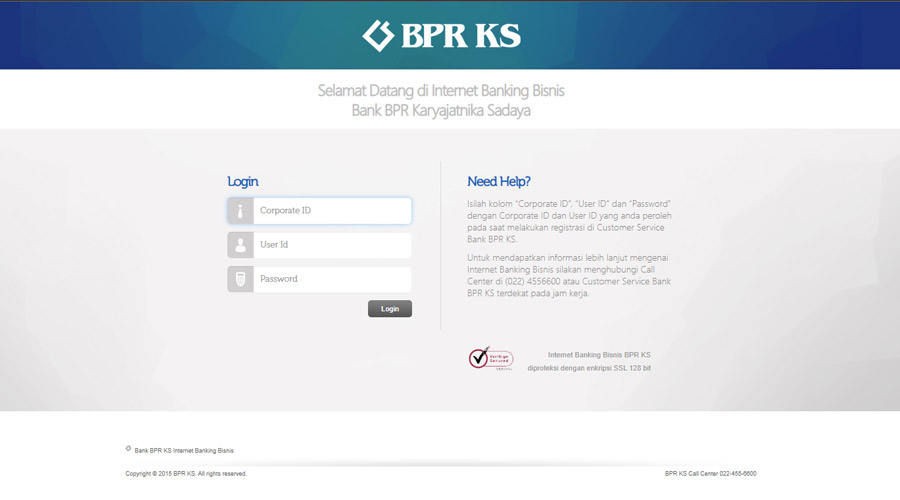 BPR KS
Selamat Datang di Internet Banking Bisnis
Bank BPR Karyajatnika Sadaya
Login
Corporate ID
User Id
Password
Login
Need Help?
Isilah kolom “Corporate ID”, “User ID” dan “Password”
dengan Corporate ID dan User ID yang anda peroleh
pada saat melakukan registrasi di Customer Service
Bank BPR KS.
Untuk mendapatkan informasi lebih lanjut mengenai
Internet Banking Bisnis silakan menghubungi Call
Center di (022) 4556600 atau Customer Service Bank
BPR KS terdekat pada jam kerja.
VeriSign
Secured
Internet Banking Bisnis BPR KS
diproteksi dengan enkripsi SSL 128 bit
Bank BPR KS Internet Banking Bisnis
Copyright © 2015 BPR KS. All rights reserved.
BPR KS Call Center 022-455-6600